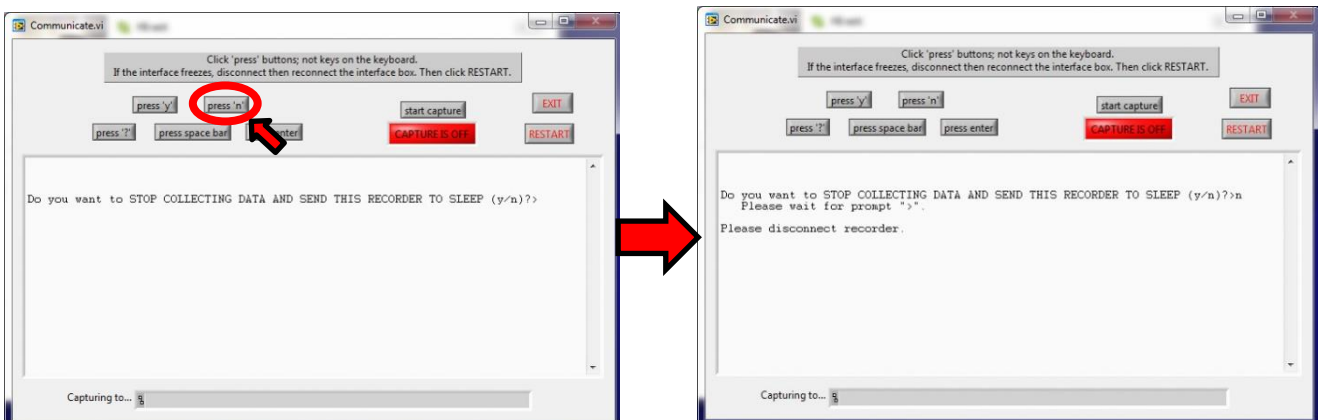 Communicate.vi
Click 'press' buttons; not keys on the keyboard.
If the interface freezes, disconnect then reconnect the interface box. Then click RESTART.
press 'y'
press 'n'
start capture
EXIT
press '?'
press space bar
enter
CAPTURE IS OFF
RESTART
Do you want to STOP COLLECTING DATA AND SEND THIS RECORDER TO SLEEP (y/n)?>
Capturing to...
Communicate.vi
Click 'press' buttons; not keys on the keyboard.
If the interface freezes, disconnect then reconnect the interface box. Then click RESTART.
press 'y'
press 'n'
start capture
EXIT
press '?'
press space bar
press enter
CAPTURE IS OFF
RESTART
Do you want to STOP COLLECTING DATA AND SEND THIS RECORDER TO SLEEP (y/n)?>n
Please wait for prompt ">".
Please disconnect recorder.
Capturing to...